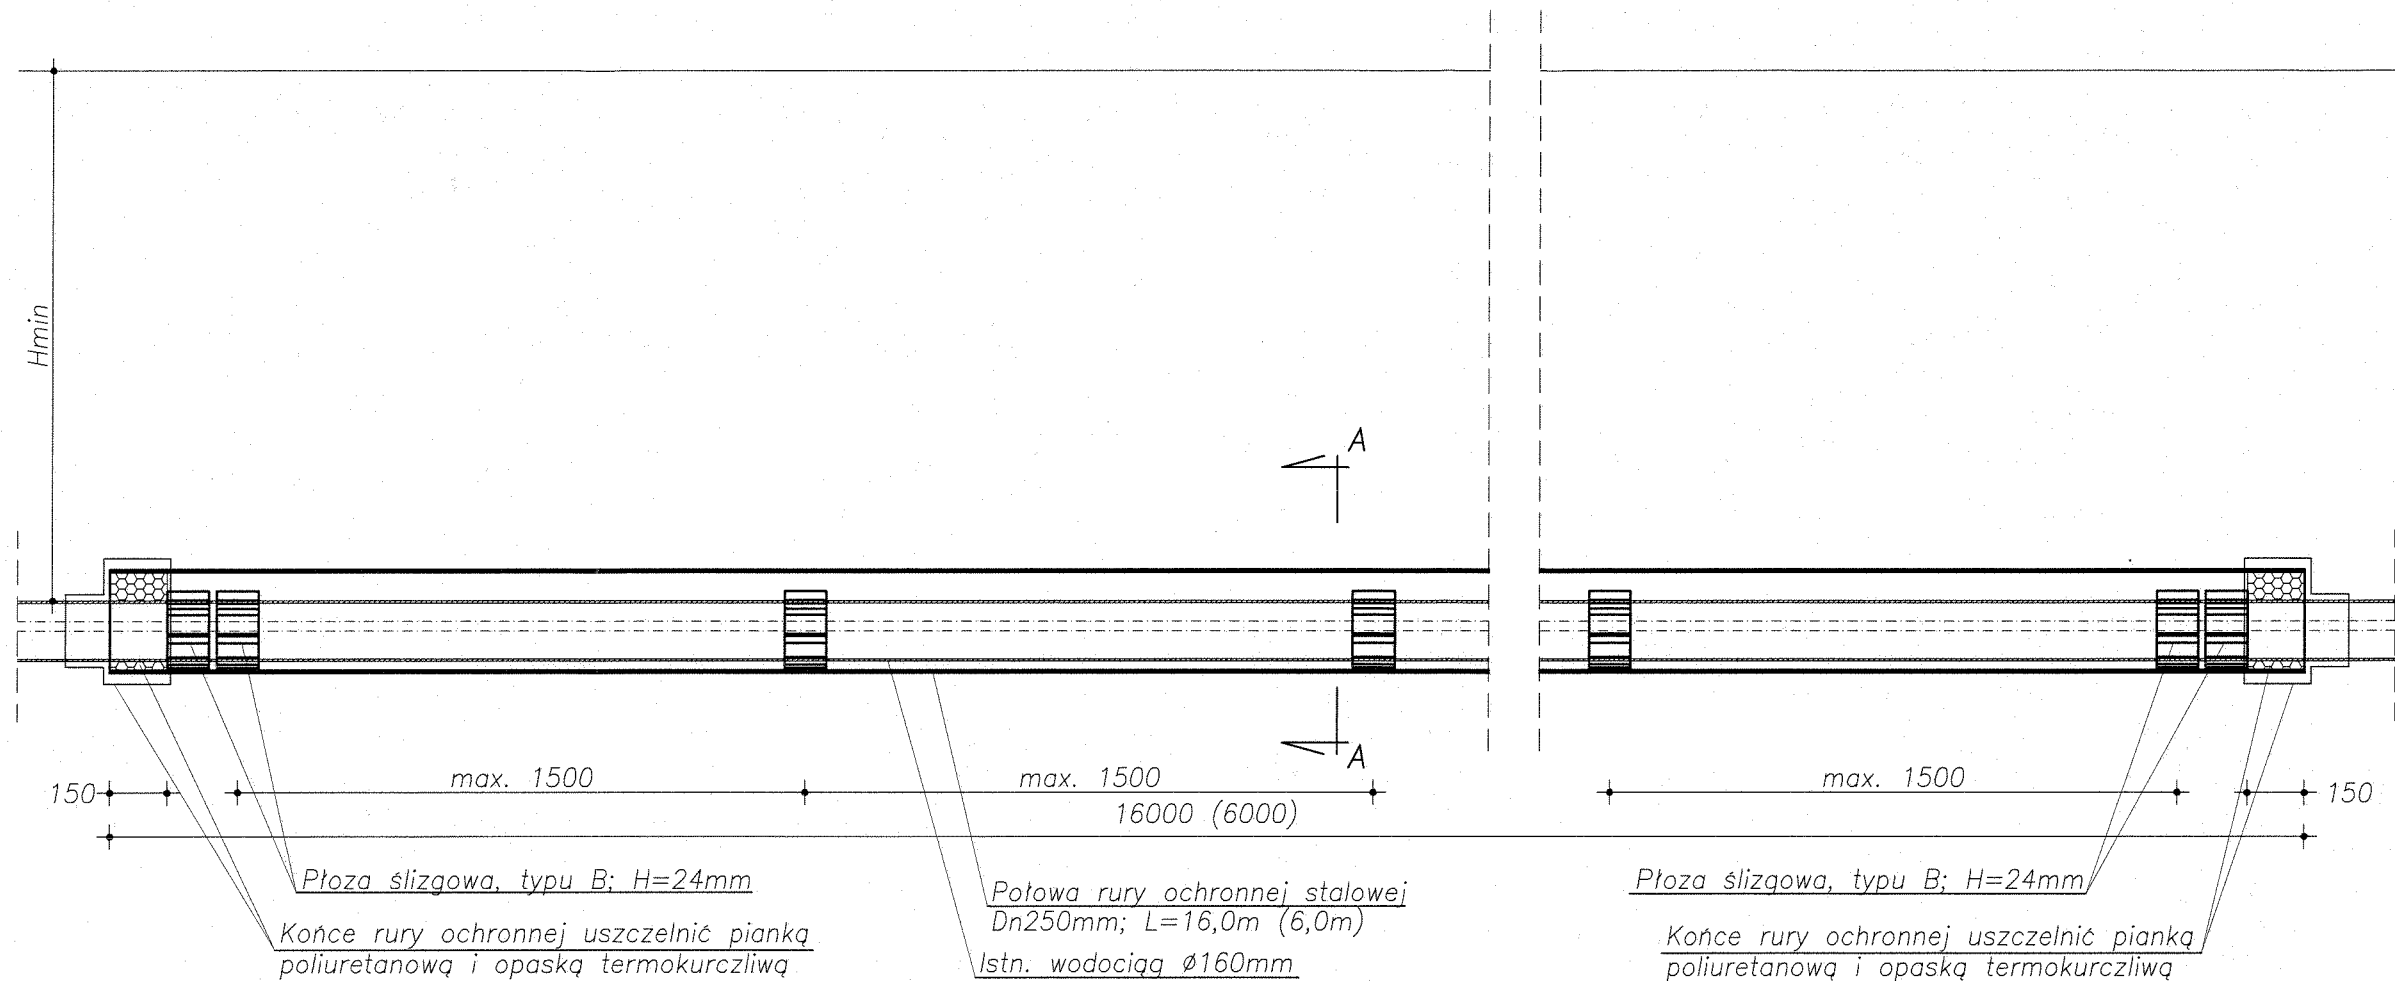 Hmin
A
A
150
max. 1500
max. 1500
max. 1500
150
16000 (6000)
Płoza ślizgowa, typu B; H=24mm
Końce rury ochronnej uszczelnić pianką
poliuretanową i opaską termokurczliwą
Połowa rury ochronnej stalowej
Dn250mm; L=16,0m (6,0m)
Istn. wodociąg ø160mm
Płoza ślizgowa, typu B; H=24mm
Końce rury ochronnej uszczelnić pianką
poliuretanową i opaską termokurczliwą